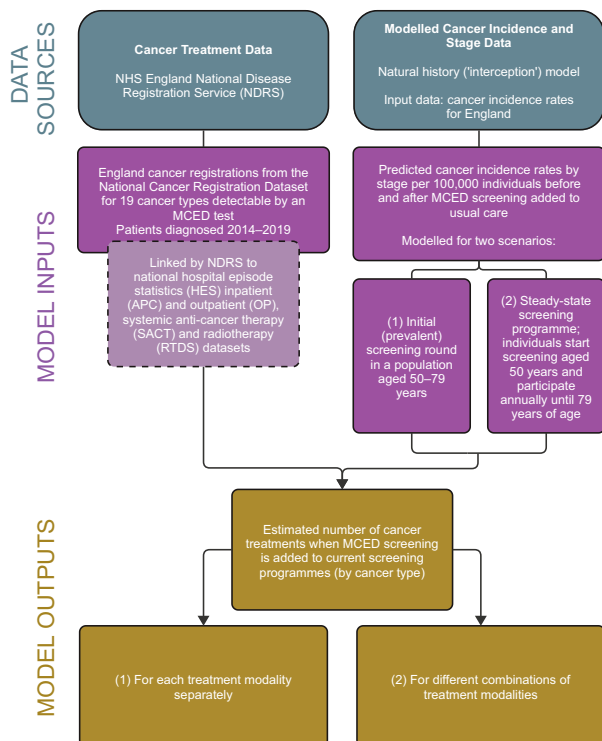 DATA
SOURCES
Cancer Treatment Data
NHS England National Disease
Registration Service (NDRS)
Modelled Cancer Incidence and
Stage Data
Natural history ('interception') model
Input data: cancer incidence rates
for England
MODEL INPUTS
England cancer registrations from the
National Cancer Registration Dataset
for 19 cancer types detectable by an
MCED test
Patients diagnosed 2014–2019
Linked by NDRS to
national hospital episode
statistics (HES) inpatient
(APC) and outpatient (OP),
systemic anti-cancer therapy
(SACT) and radiotherapy
(RTDS) datasets
Predicted cancer incidence rates by
stage per 100,000 individuals before
and after MCED screening added to
usual care
Modelled for two scenarios:
(1) Initial
(prevalent)
screening round
in a population
aged 50–79
years
(2) Steady-state
screening
programme;
individuals start
screening aged
50 years and
participate
annually until 79
years of age
MODEL OUTPUTS
Estimated number of cancer
treatments when MCED screening
is added to current screening
programmes (by cancer type)
(1) For each treatment modality
separately
(2) For different combinations of
treatment modalities